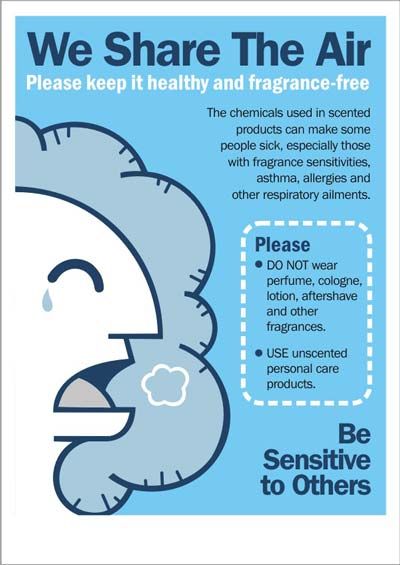 We Share The Air
Please keep it healthy and fragrance-free
The chemicals used in scented
products can make some
people sick, especially those
with fragrance sensitivities,
asthma, allergies and
other respiratory ailments.
Please
● DO NOT wear
perfume, cologne,
lotion, aftershave
and other
fragrances.
● USE unscented
personal care
products.
Be
Sensitive
to Others